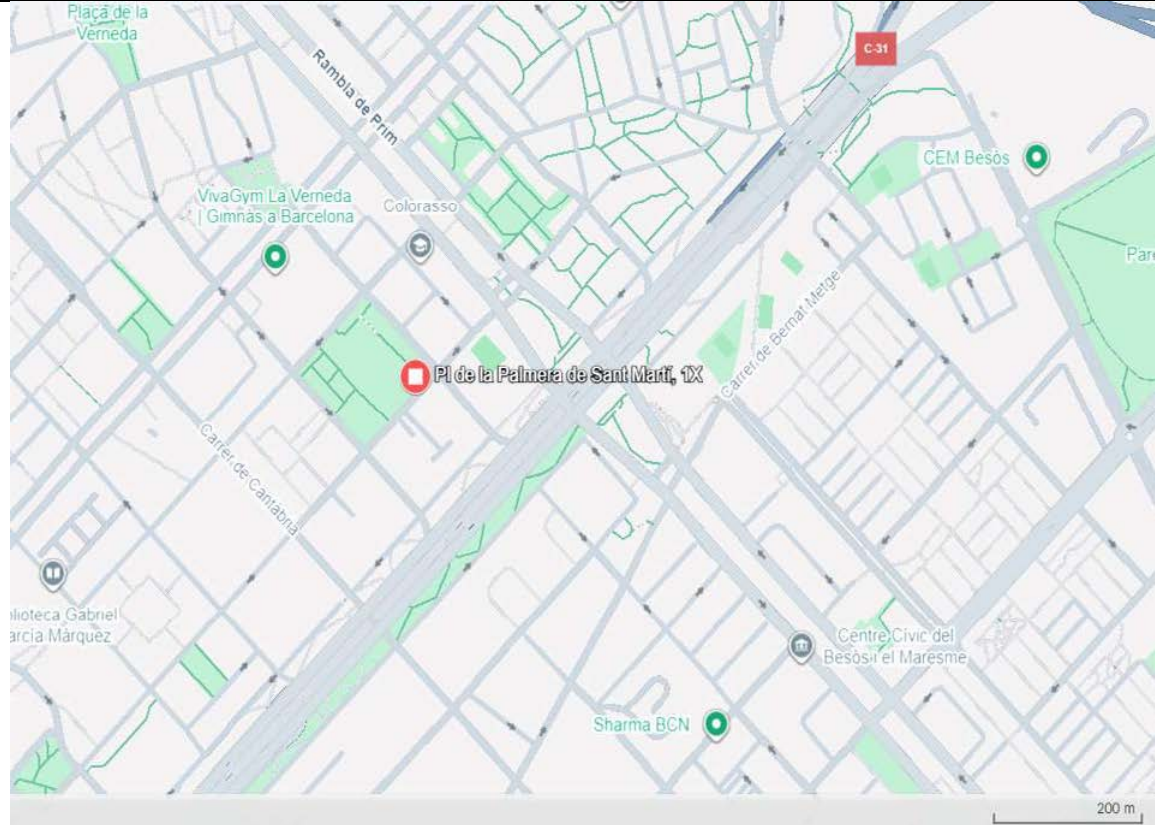 Plaça de la
Verneda
C-31
Rambla de Prim
CEM Besòs
VivaGym La Verneda
| Gimnàs a Barcelona
Colorasso
Carrer de Bernat Metge
Pl de la Palmera de Sant Martí, 1X
Carrer de Cantàbria
lioteca Gabriel
arcía Márquez
Centre Cívic del
Besòs i el Maresme
Sharma BCN
200 m